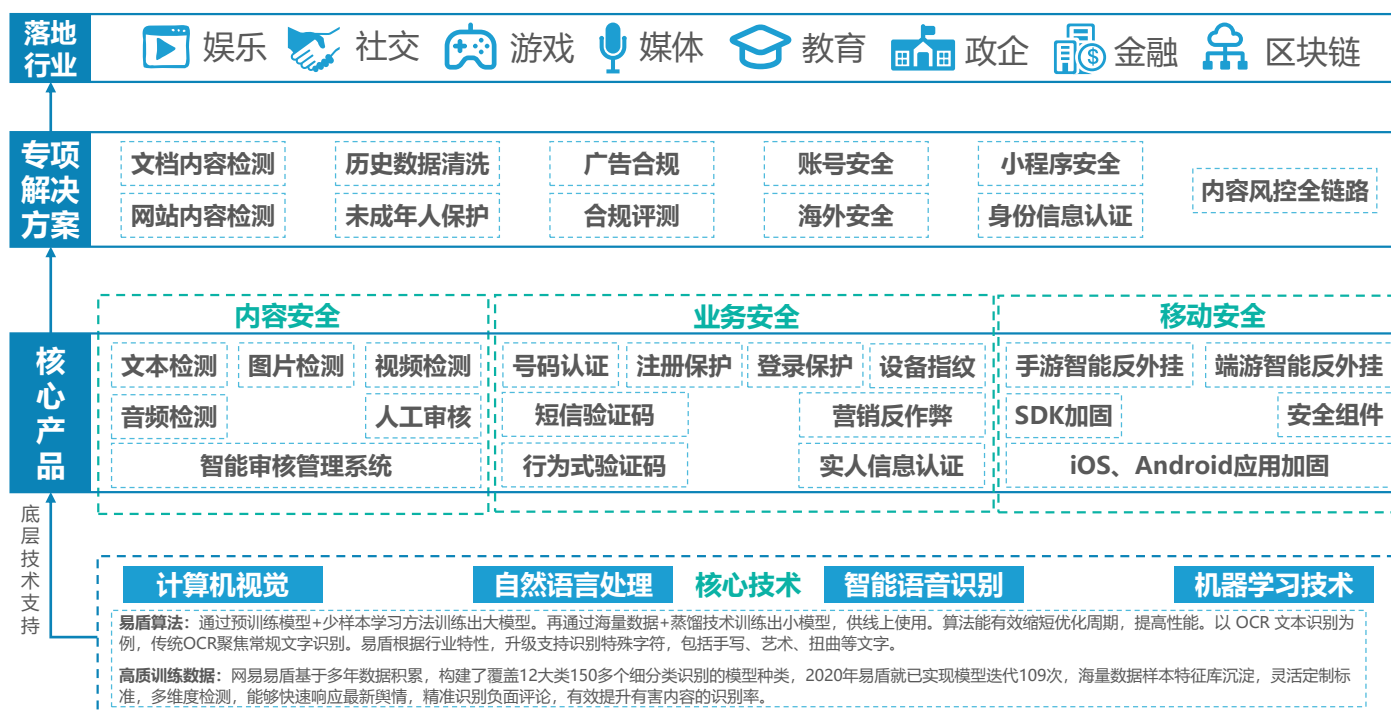 落地
行业
娱乐 社交 游戏 媒体 教育 政企 金融 区块链
专项
解决
方案
文档内容检测 历史数据清洗 广告合规 账号安全 小程序安全
内容风控全链路
网站内容检测 未成年人保护 合规评测 海外安全 身份信息认证
核
心
产
品
内容安全 业务安全 移动安全
文本检测 图片检测 视频检测 号码认证 注册保护 登录保护 设备指纹 手游智能反外挂 端游智能反外挂
音频检测 人工审核 短信验证码 营销反作弊 SDK加固 安全组件
智能审核管理系统 行为式验证码 实人信息认证 iOS、Android应用加固
底
层
技
术
支
持
计算机视觉 自然语言处理 核心技术 智能语音识别 机器学习技术
易盾算法：通过预训练模型+少样本学习方法训练出大模型。再通过海量数据+蒸馏技术训练出小模型，供线上使用。算法能有效缩短优化周期，提高性能。以 OCR 文本识别为
例，传统OCR聚焦常规文字识别。易盾根据行业特性，升级支持识别特殊字符，包括手写、艺术、扭曲等文字。
高质训练数据：网易易盾基于多年数据积累，构建了覆盖12大类150多个细分类识别的模型种类，2020年易盾就已实现模型迭代109次，海量数据样本特征库沉淀，灵活定制标
准，多维度检测，能够快速响应最新舆情，精准识别负面评论，有效提升有害内容的识别率。